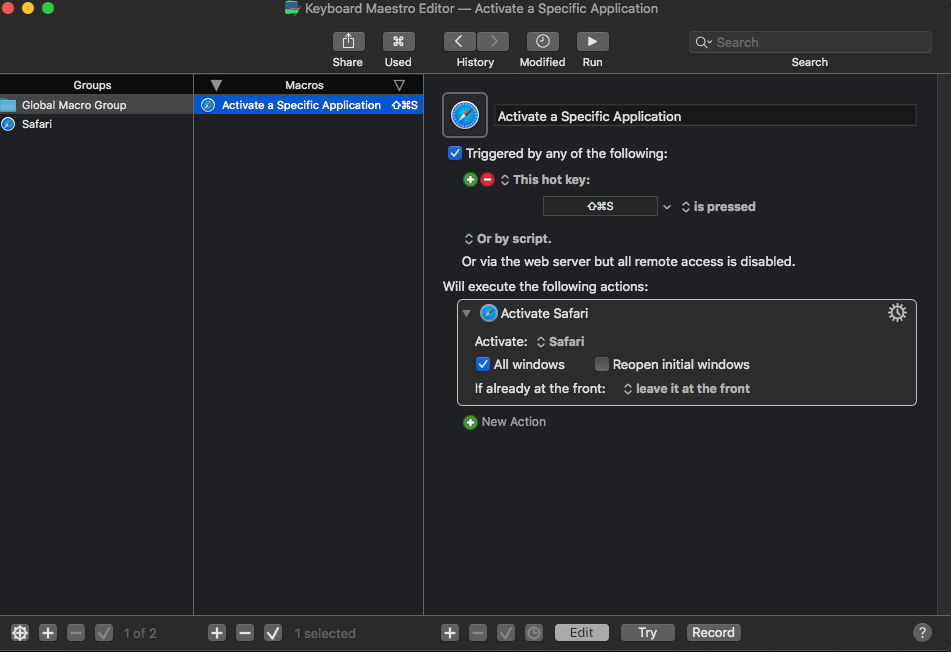 Keyboard Maestro Editor — Activate a Specific Application
Search
Share Used History Modified Run Search
Groups
Global Macro Group
Safari
Macros
Activate a Specific Application ⇧⌘S
Activate a Specific Application
Triggered by any of the following:
This hot key:
⇧⌘S is pressed
Or by script.
Or via the web server but all remote access is disabled.
Will execute the following actions:
Activate Safari
Activate: Safari
All windows Reopen initial windows
If already at the front: leave it at the front
New Action
1 of 2 1 selected Edit Try Record ?